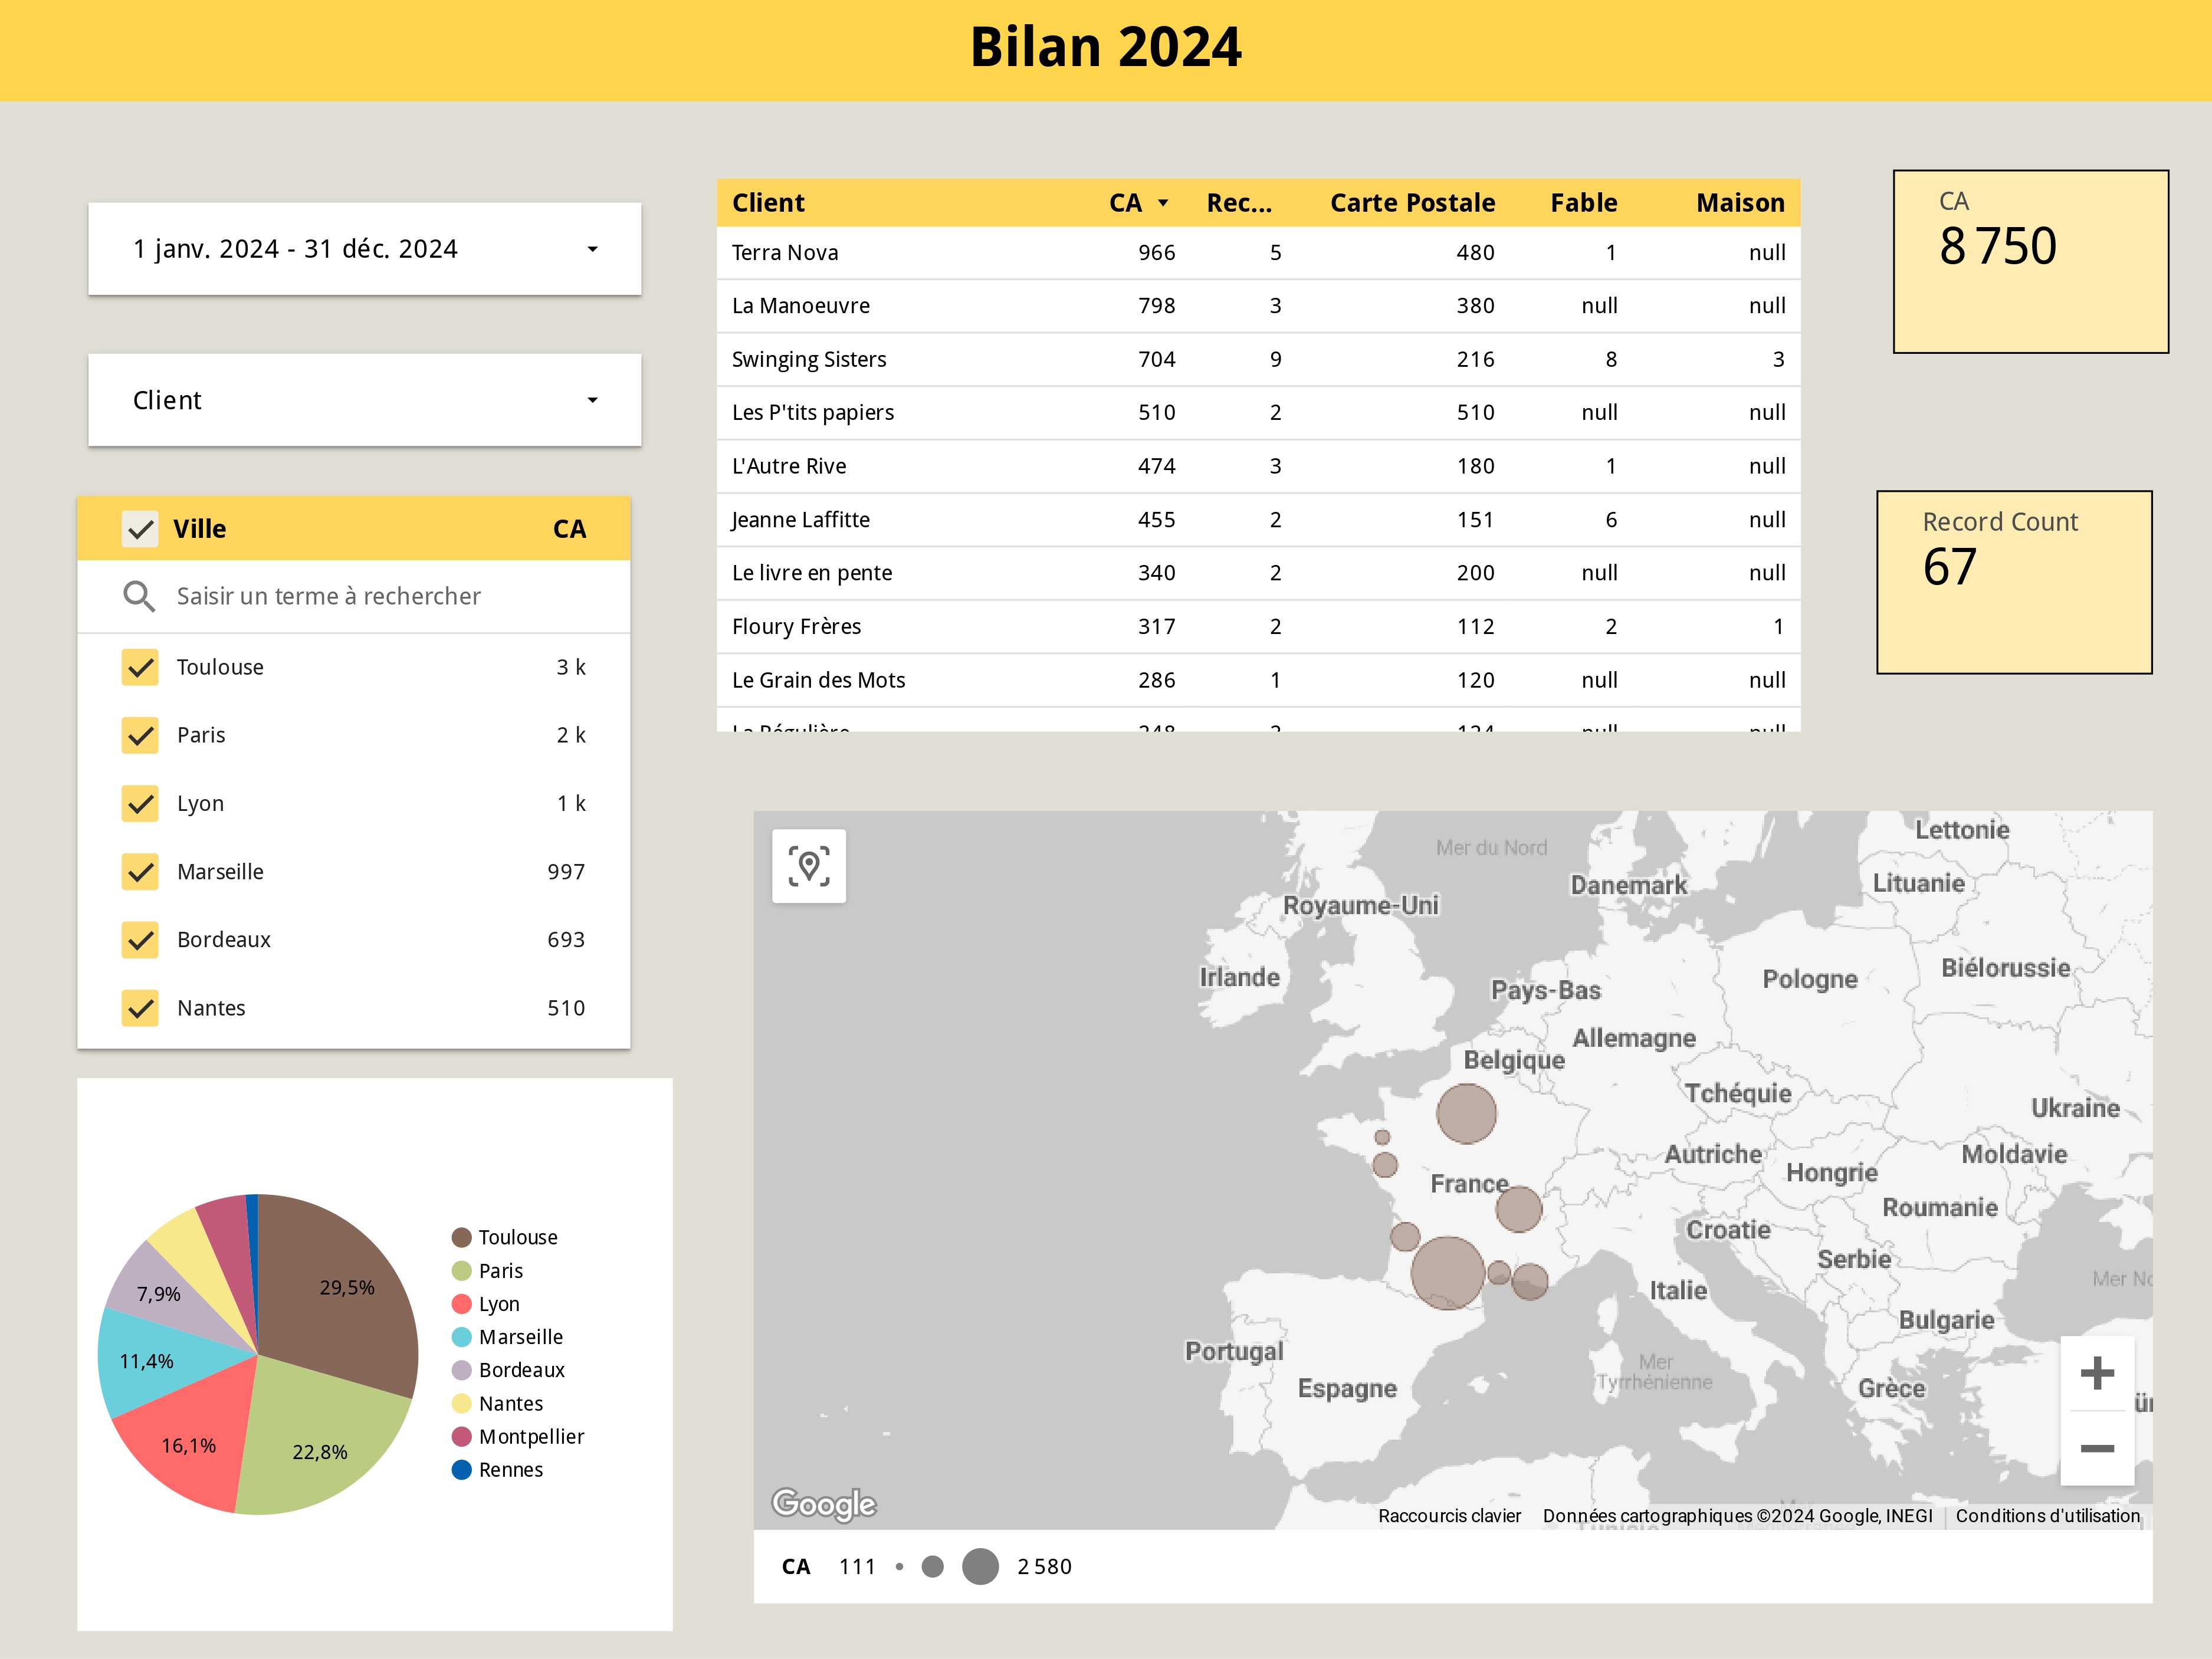 Bilan 2024
1 janv. 2024 - 31 déc. 2024
Client
Ville CA
Saisir un terme à rechercher
Toulouse 3 k
Paris 2 k
Lyon 1 k
Marseille 997
Bordeaux 693
Nantes 510
Client CA Rec... Carte Postale Fable Maison
Terra Nova 966 5 480 1 null
La Manoeuvre 798 3 380 null null
Swinging Sisters 704 9 216 8 3
Les P'tits papiers 510 2 510 null null
L'Autre Rive 474 3 180 1 null
Jeanne Laffitte 455 2 151 6 null
Le livre en pente 340 2 200 null null
Floury Frères 317 2 112 2 1
Le Grain des Mots 286 1 120 null null
CA
8 750
Record Count
67
29,5%
7,9%
11,4%
16,1%
22,8%
Toulouse
Paris
Lyon
Marseille
Bordeaux
Nantes
Montpellier
Rennes
Lettonie
Mer du Nord
Danemark
Lituanie
Royaume-Uni
Irlande
Pays-Bas
Pologne
Biélorussie
Allemagne
Belgique
Tchéquie
Ukraine
Autriche
Moldavie
Hongrie
France
Roumanie
Croatie
Serbie
Mer
Italie
Bulgarie
Portugal
Mer
Tyrrhénienne
Espagne
Grèce
Google
Raccourcis clavier Données cartographiques ©2024 Google, INEGI Conditions d'utilisation
CA 111 2 580